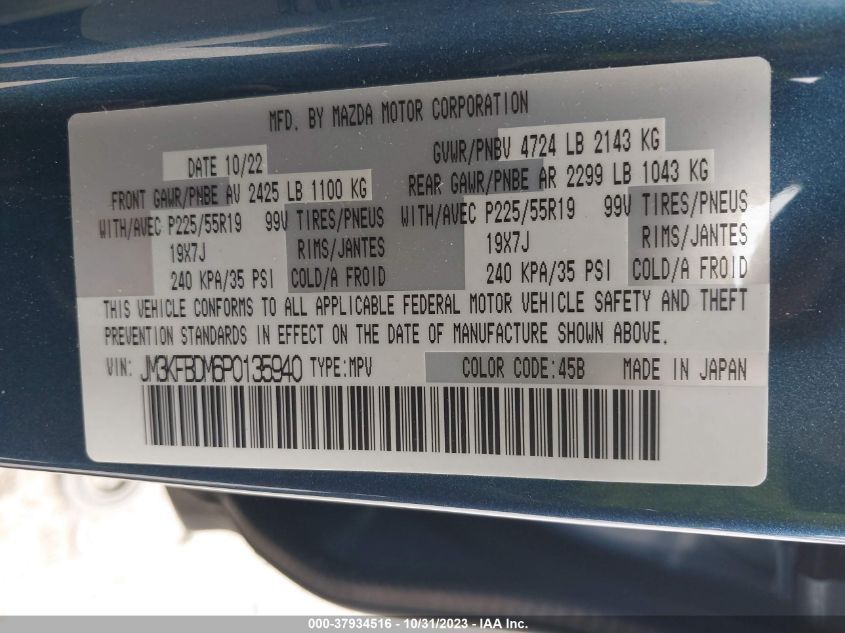 MFD. BY MAZDA MOTOR CORPORATION
DATE 10/22 GVWR/PNBV 4724 LB 2143 KG
FRONT GAWR/PNBE AV 2425 LB 1100 KG REAR GAWR/PNBE AR 2299 LB 1043 KG
WITH/AVEC P225/55R19 99V TIRES/PNEUS WITH/AVEC P225/55R19 99V TIRES/PNEUS
19X7J RIMS/JANTES 19X7J RIMS/JANTES
240 KPA/35 PSI COLD/A FROID 240 KPA/35 PSI COLD/A FROID
THIS VEHICLE CONFORMS TO ALL APPLICABLE FEDERAL MOTOR VEHICLE SAFETY AND THEFT
PREVENTION STANDARDS IN EFFECT ON THE DATE OF MANUFACTURE SHOWN ABOVE.
VIN: JM3KFBDM6P0135940 TYPE:MPV COLOR CODE:45B MADE IN JAPAN
000-37934516 - 10/31/2023 - IAA Inc.